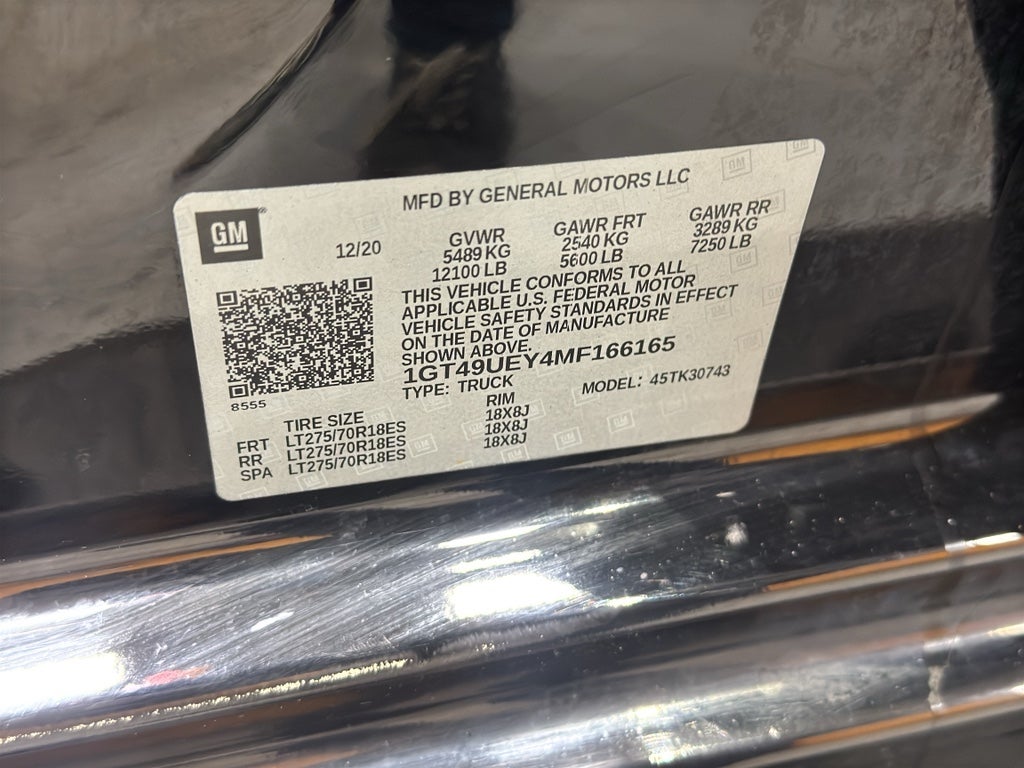 MFD BY GENERAL MOTORS LLC
GM
12/20
GVWR
5489 KG
12100 LB
GAWR FRT
2540 KG
5600 LB
GAWR RR
3289 KG
7250 LB
THIS VEHICLE CONFORMS TO ALL
APPLICABLE U.S. FEDERAL MOTOR
VEHICLE SAFETY STANDARDS IN EFFECT
ON THE DATE OF MANUFACTURE
SHOWN ABOVE.
1GT49UEY4MF166165
TYPE: TRUCK MODEL: 45TK30743
8555
TIRE SIZE RIM
FRT LT275/70R18ES 18X8J
RR LT275/70R18ES 18X8J
SPA LT275/70R18ES 18X8J